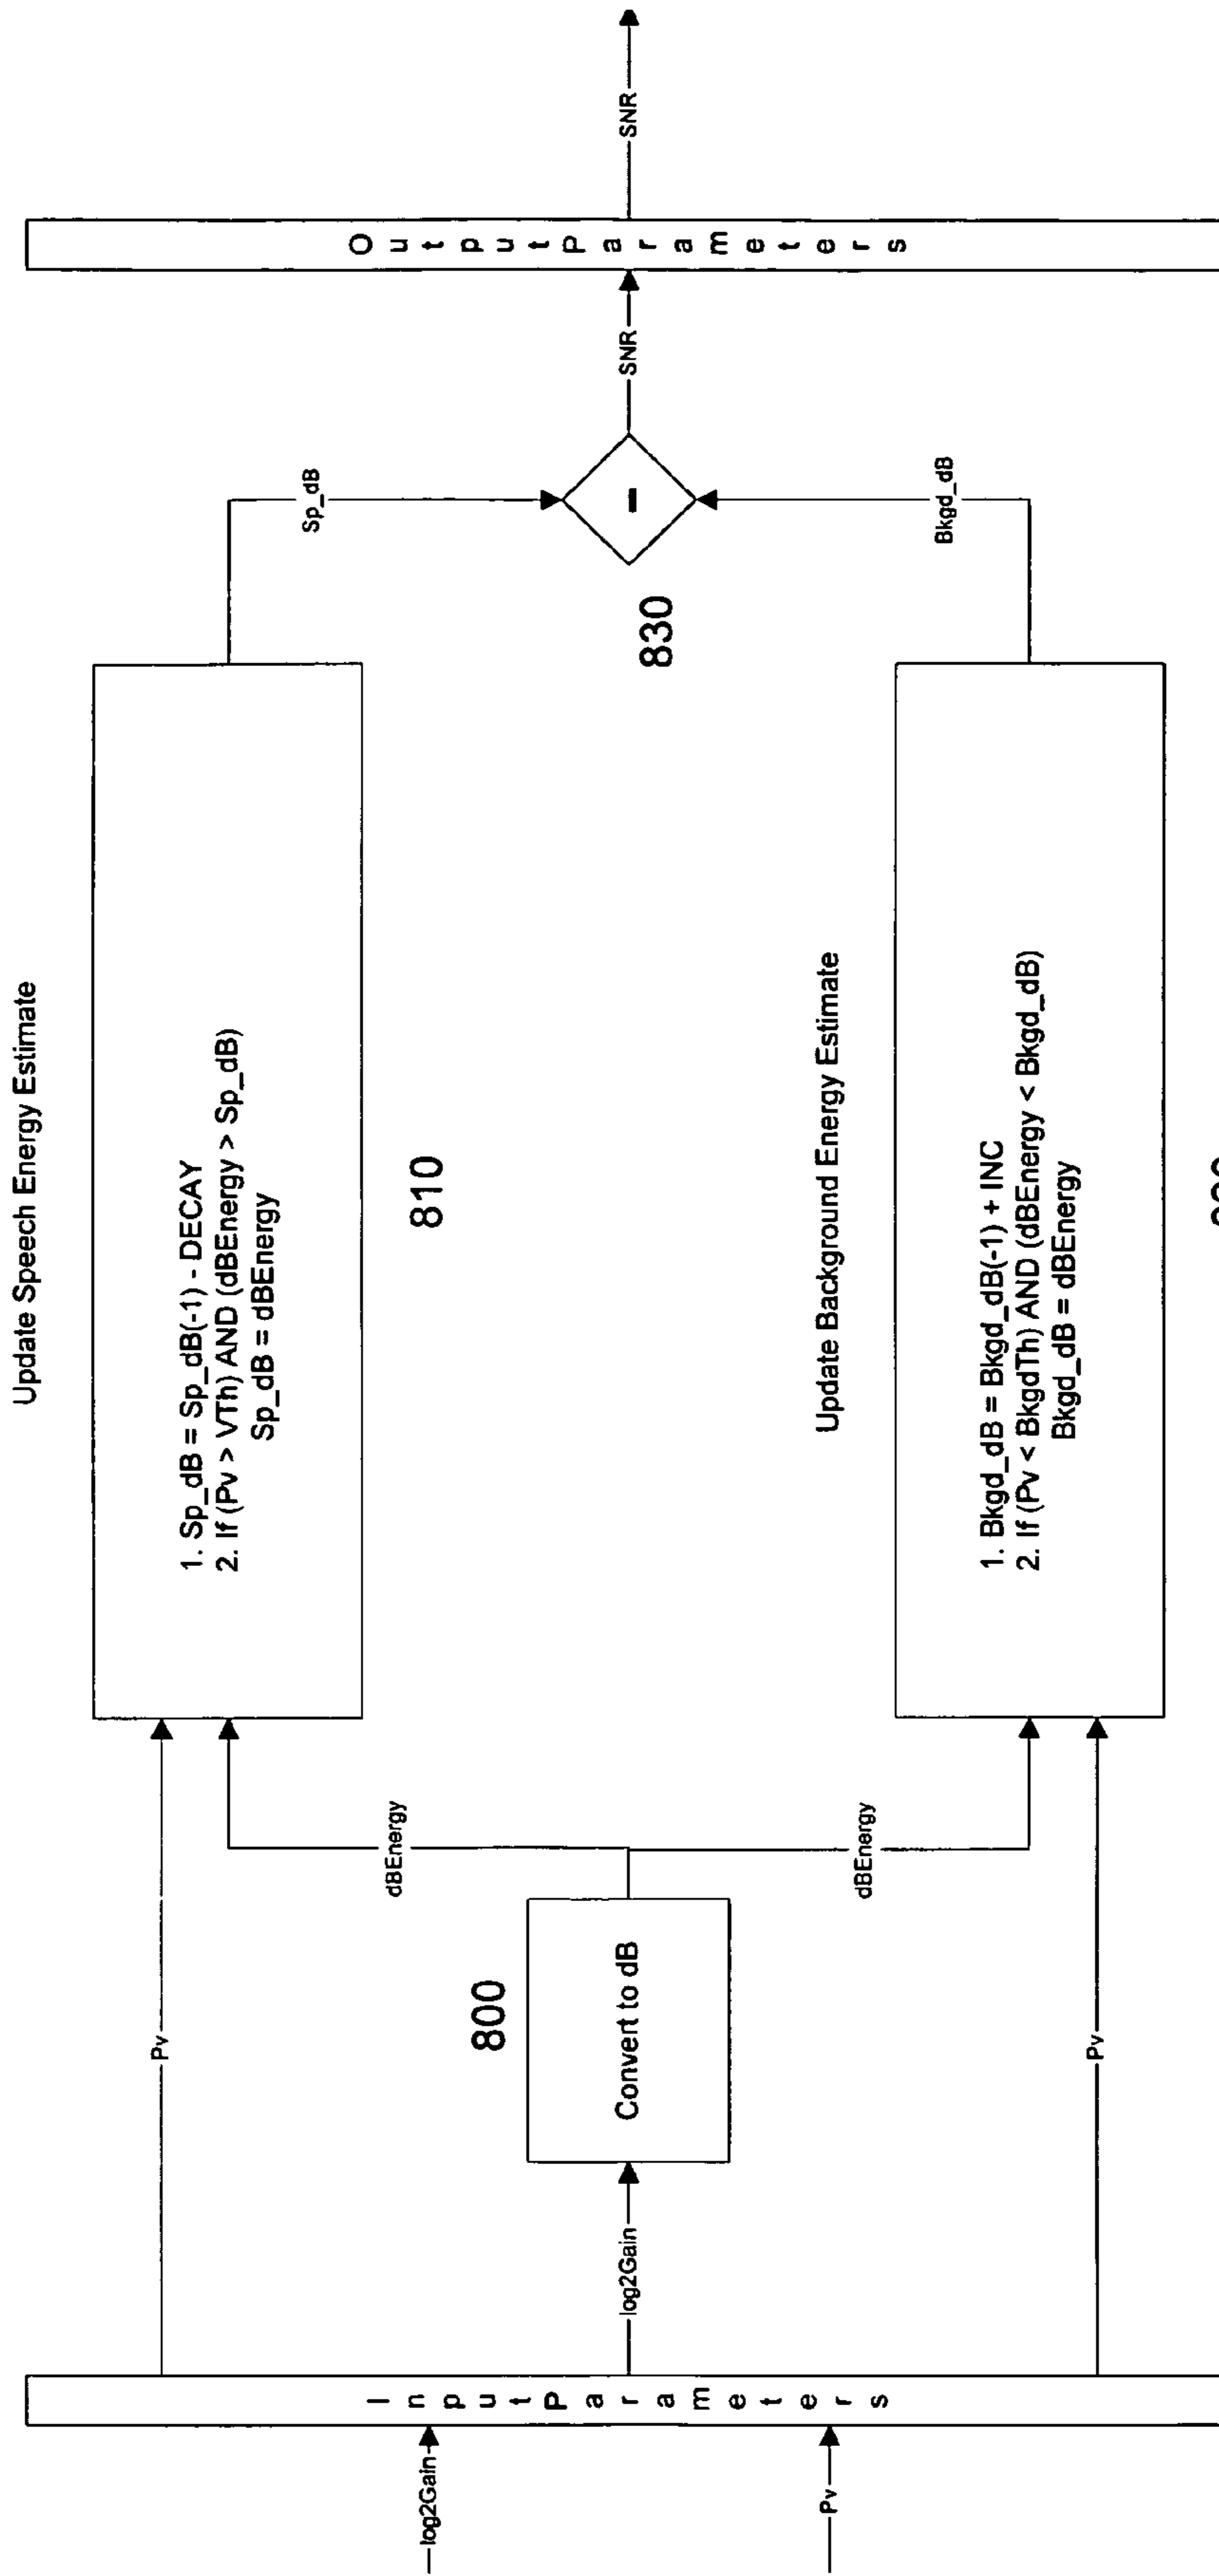 log2Gain
Pv
Input Parameters
Pv
log2Gain
Pv
800
Convert to dB
dBEnergy
dBEnergy
Update Speech Energy Estimate
1. Sp_dB = Sp_dB(-1) - DECAY
2. If (Pv > VTh) AND (dBEnergy > Sp_dB)
Sp_dB = dBEnergy
810
Update Background Energy Estimate
1. Bkgd_dB = Bkgd_dB(-1) + INC
2. If (Pv < BkgdTh) AND (dBEnergy < Bkgd_dB)
Bkgd_dB = dBEnergy
Sp_dB
Bkgd_dB
-
830
SNR
Output Parameters
SNR